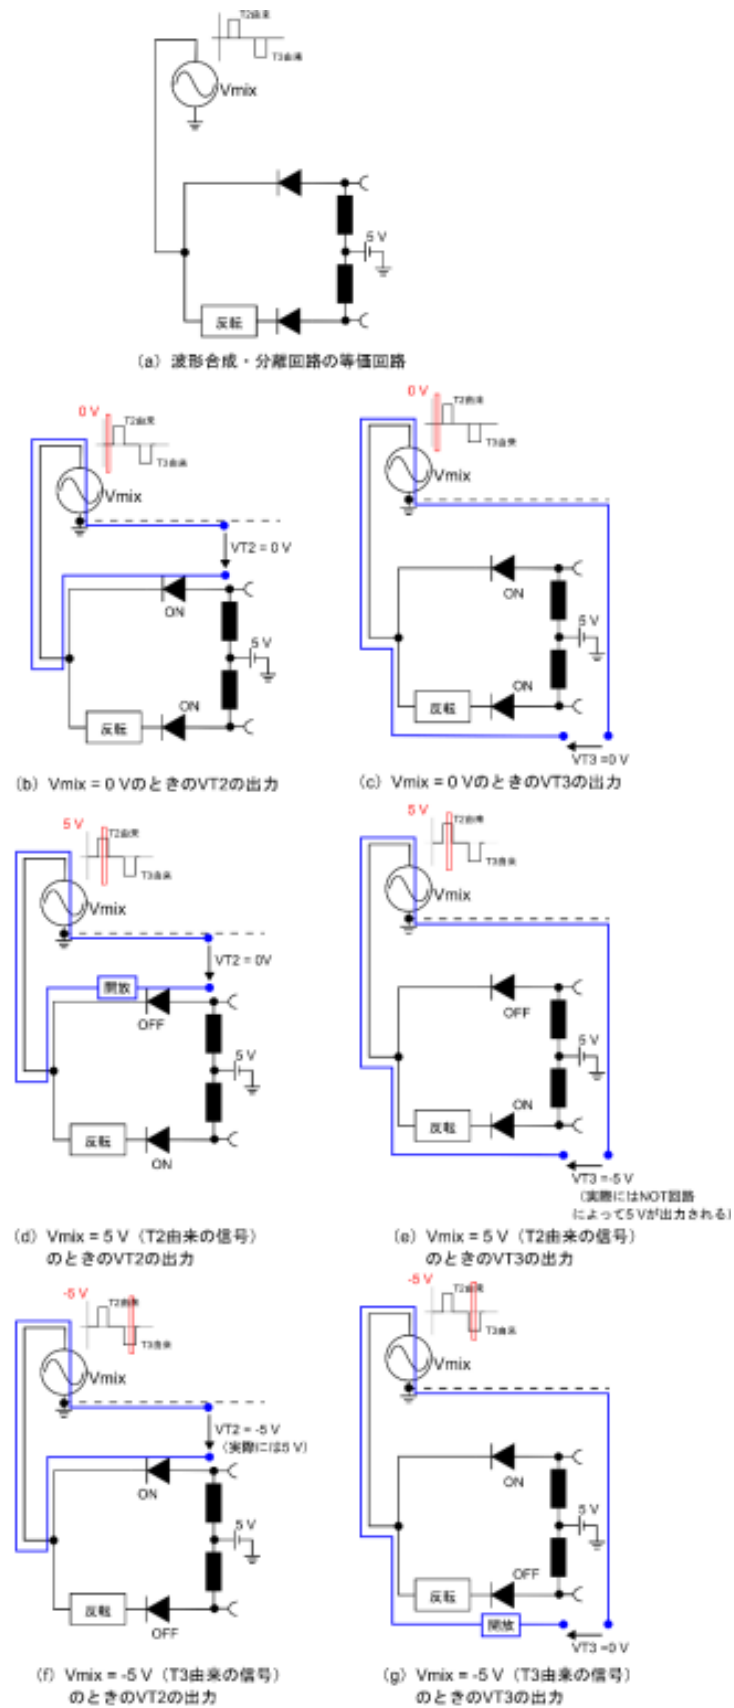 T2由来
T3由来
Vmix
5 V
反転
(a) 波形合成・分離回路の等価回路
0 V
T2由来
T3由来
Vmix
VT2 = 0 V
ON
5 V
ON
反転
(b) Vmix = 0 VのときのVT2の出力
0 V
T2由来
T3由来
Vmix
ON
5 V
ON
反転
VT3 =0 V
(c) Vmix = 0 VのときのVT3の出力
5 V
T2由来
T3由来
Vmix
VT2 = 0V
開放
OFF
5 V
反転
ON
(d) Vmix = 5 V（T2由来の信号）
のときのVT2の出力
5 V
T2由来
T3由来
Vmix
OFF
5 V
ON
反転
VT3 =-5 V
（実際にはNOT回路
によって5 Vが出力される）
(e) Vmix = 5 V（T2由来の信号）
のときのVT3の出力
-5 V
T2由来
T3由来
Vmix
VT2 = -5 V
（実際には5 V）
ON
5 V
反転
OFF
(f) Vmix = -5 V（T3由来の信号）
のときのVT2の出力
-5 V
T2由来
T3由来
Vmix
ON
5 V
OFF
反転
開放
VT3 =0 V
(g) Vmix = -5 V（T3由来の信号）
のときのVT3の出力